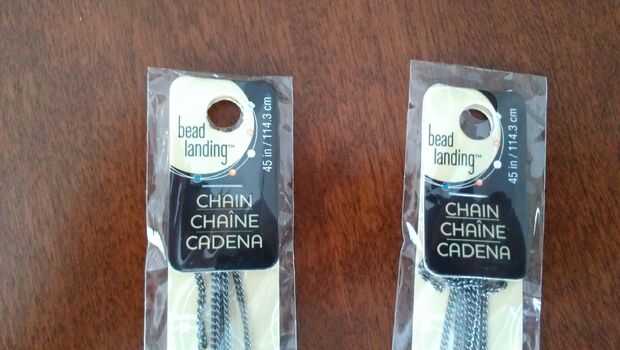 bead
landing™
45 in / 114.3 cm
CHAIN
CHAÎNE
CADENA
bead
landing™
45 in / 114.3 cm
CHAIN
CHAÎNE
CADENA